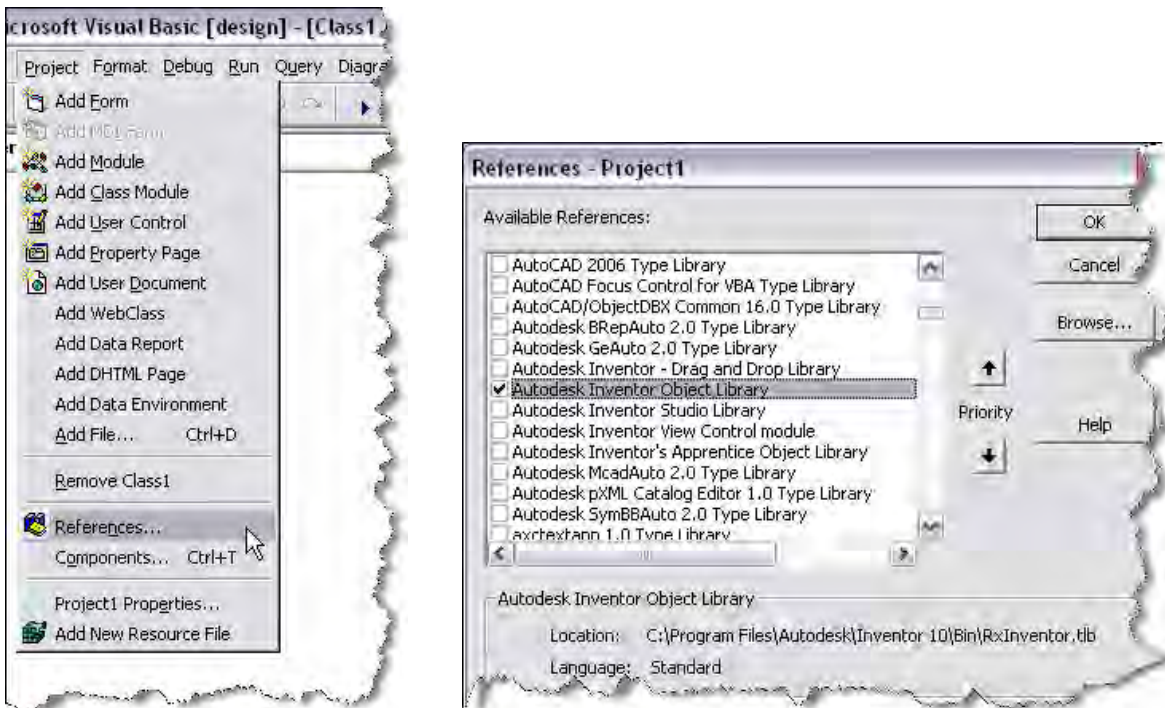 crosoft Visual Basic [design] - [Class1
Project Format Debug Run Query Diagra
Add Form
Add MDI Form
Add Module
Add Class Module
Add User Control
Add Property Page
Add User Document
Add WebClass
Add Data Report
Add DHTML Page
Add Data Environment
Add File... Ctrl+D
Remove Class1
References...
Components... Ctrl+T
Project1 Properties...
Add New Resource File
References - Project1
Available References:
AutoCAD 2006 Type Library
AutoCAD Focus Control for VBA Type Library
AutoCAD/ObjectDBX Common 16.0 Type Library
Autodesk BRepAuto 2.0 Type Library
Autodesk GeAuto 2.0 Type Library
Autodesk Inventor - Drag and Drop Library
Autodesk Inventor Object Library
Autodesk Inventor Studio Library
Autodesk Inventor View Control module
Autodesk Inventor's Apprentice Object Library
Autodesk McadAuto 2.0 Type Library
Autodesk pXML Catalog Editor 1.0 Type Library
Autodesk SymBBAuto 2.0 Type Library
axctextapp 1.0 Type Library
OK
Cancel
Browse...
Priority
Help
Autodesk Inventor Object Library
Location: C:\Program Files\Autodesk\Inventor 10\Bin\RxInventor.tlb
Language: Standard